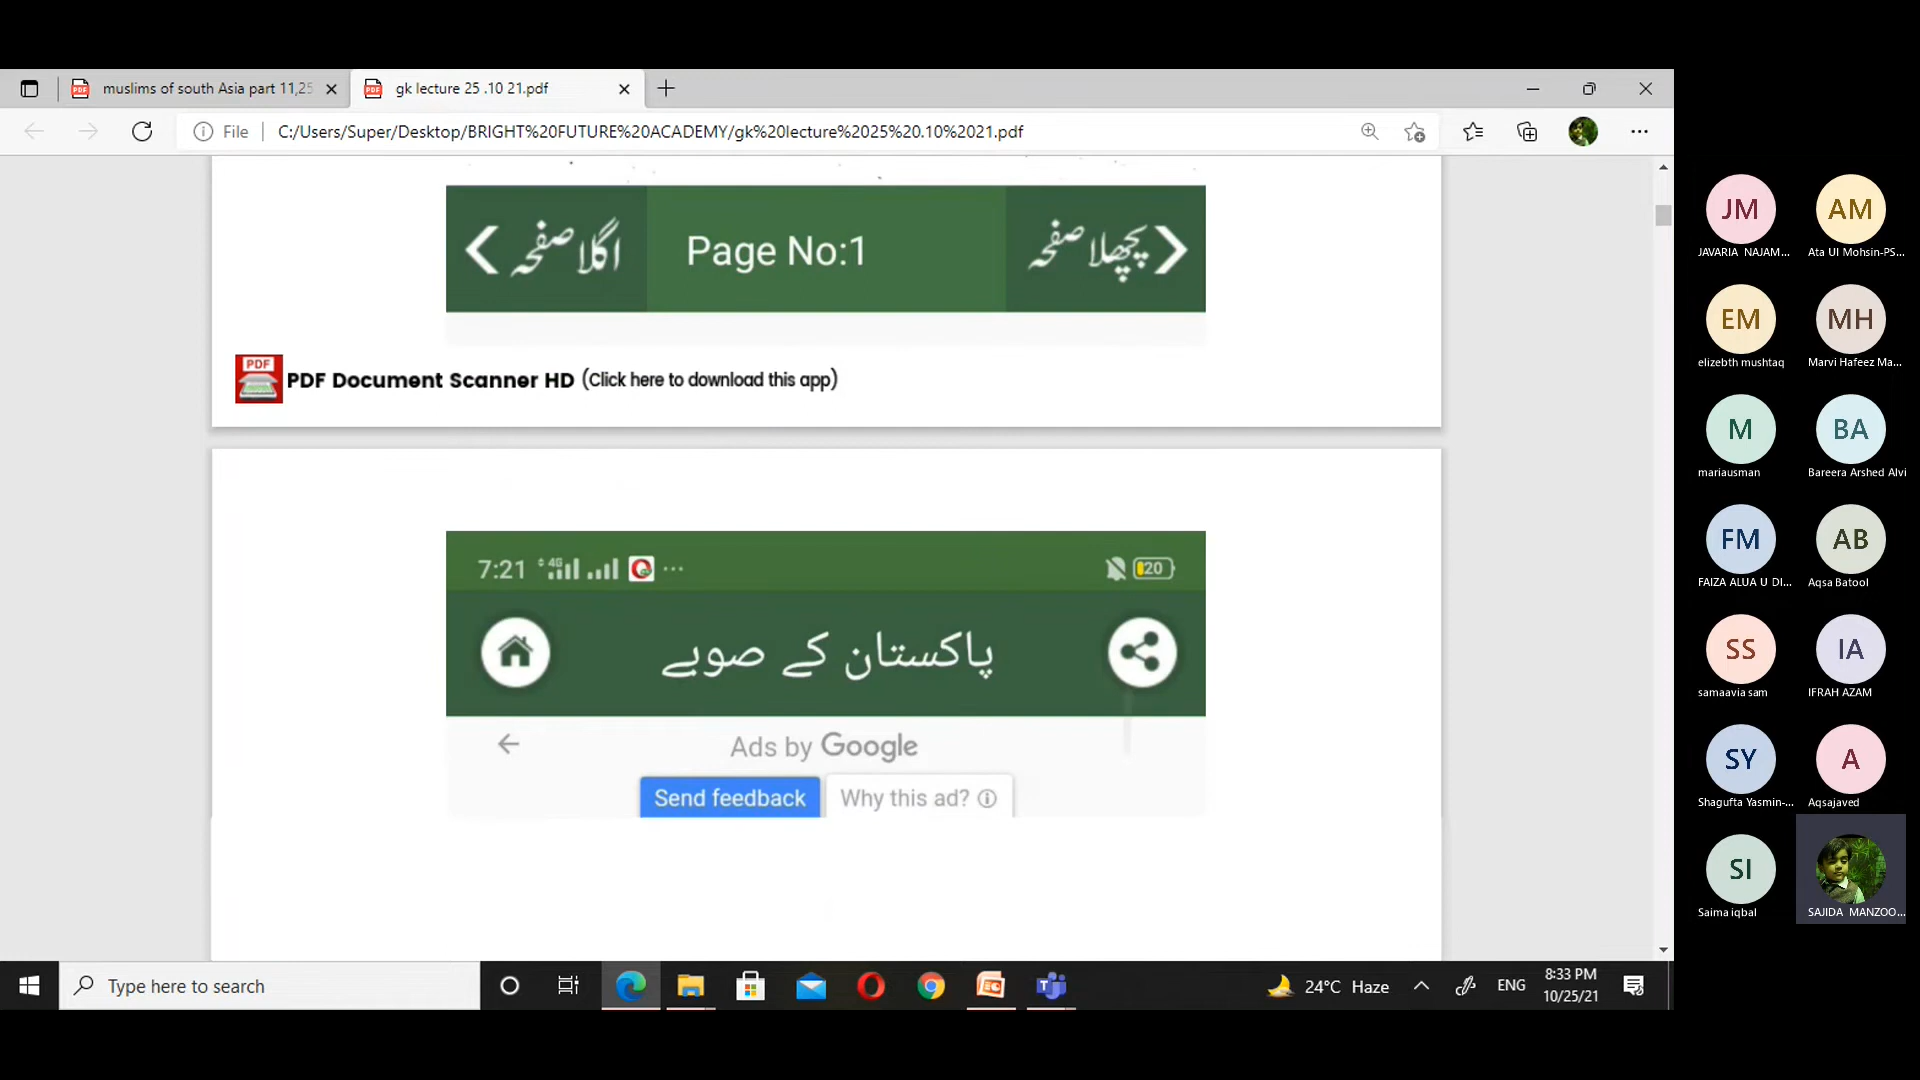 muslims of south Asia part 11,25
gk lecture 25 .10 21.pdf
File
C:/Users/Super/Desktop/BRIGHT%20FUTURE%20ACADEMY/gk%20lecture%2025%20.10%2021.pdf
اگلا صفحہ
Page No:1
پچھلا صفحہ
PDF
PDF Document Scanner HD (Click here to download this app)
7:21
4G
20
پاکستان کے صوبے
Ads by Google
Send feedback
Why this ad?
JM
JAVARIA NAJAM...
AM
Ata Ul Mohsin-PS...
EM
elizebth mushtaq
MH
Marvi Hafeez Ma...
M
mariausman
BA
Bareera Arshed Alvi
FM
FAIZA ALUA U DI...
AB
Aqsa Batool
SS
samaavia sam
IA
IFRAH AZAM
SY
Shagufta Yasmin-...
A
Aqsajaved
SI
Saima iqbal
SAJIDA MANZOO...
Type here to search
24°C Haze
ENG
8:33 PM
10/25/21